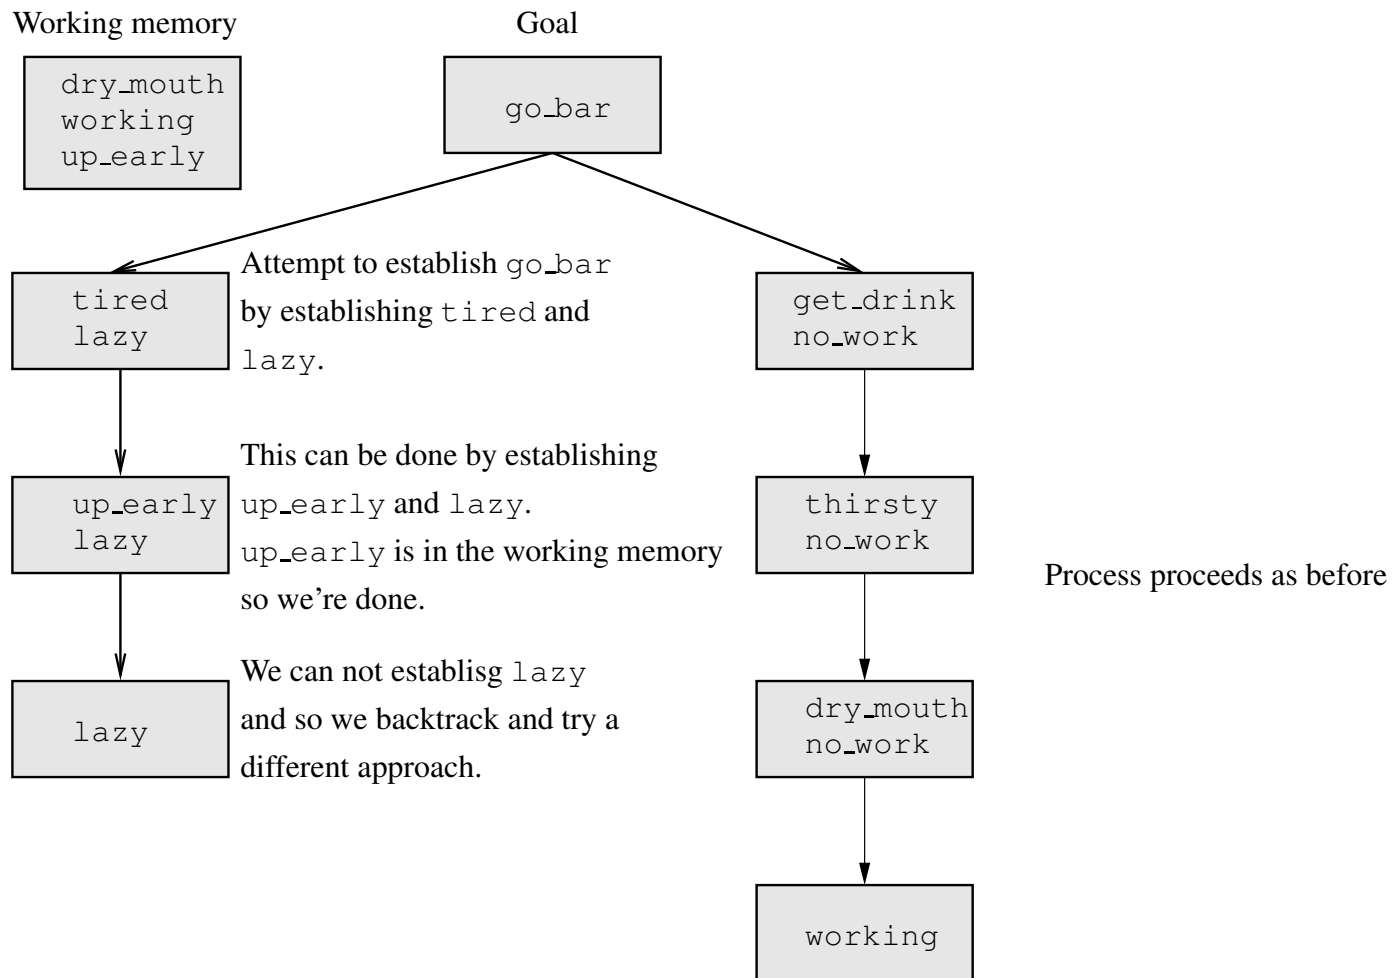 Working memory
Goal
dry_mouth
working
up_early
go_bar
tired
lazy
Attempt to establish go_bar
by establishing tired and
lazy.
get_drink
no_work
up_early
lazy
This can be done by establishing
up_early and lazy.
up_early is in the working memory
so we're done.
thirsty
no_work
Process proceeds as before
lazy
We can not establisg lazy
and so we backtrack and try a
different approach.
dry_mouth
no_work
working